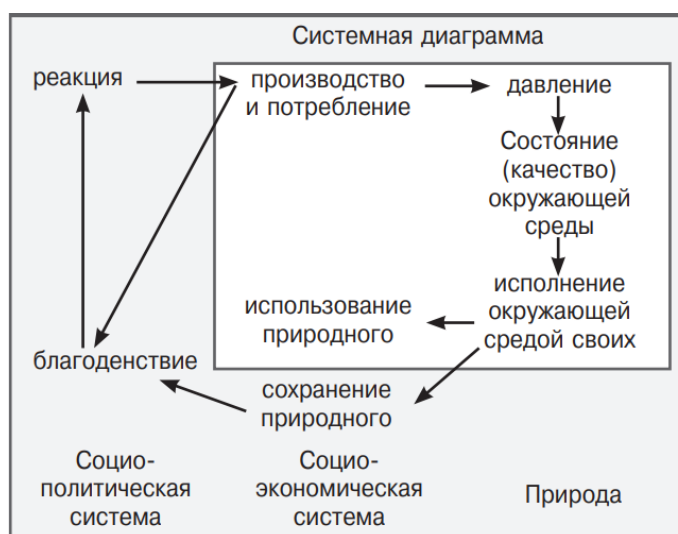 Системная диаграмма
реакция
производство
и потребление
давление
Состояние
(качество)
окружающей
среды
исполнение
окружающей
средой своих
использование
природного
благоденствие
сохранение
природного
Социо-
политическая
система
Социо-
экономическая
система
Природа